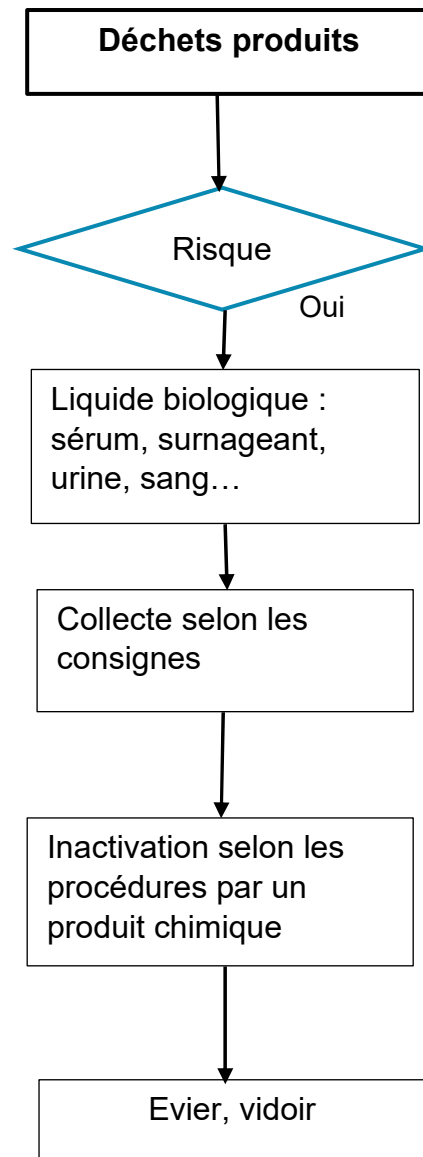 Déchets produits
Risque
Oui
Liquide biologique :
sérum, surnageant,
urine, sang…
Collecte selon les
consignes
Inactivation selon les
procédures par un
produit chimique
Evier, vidoir